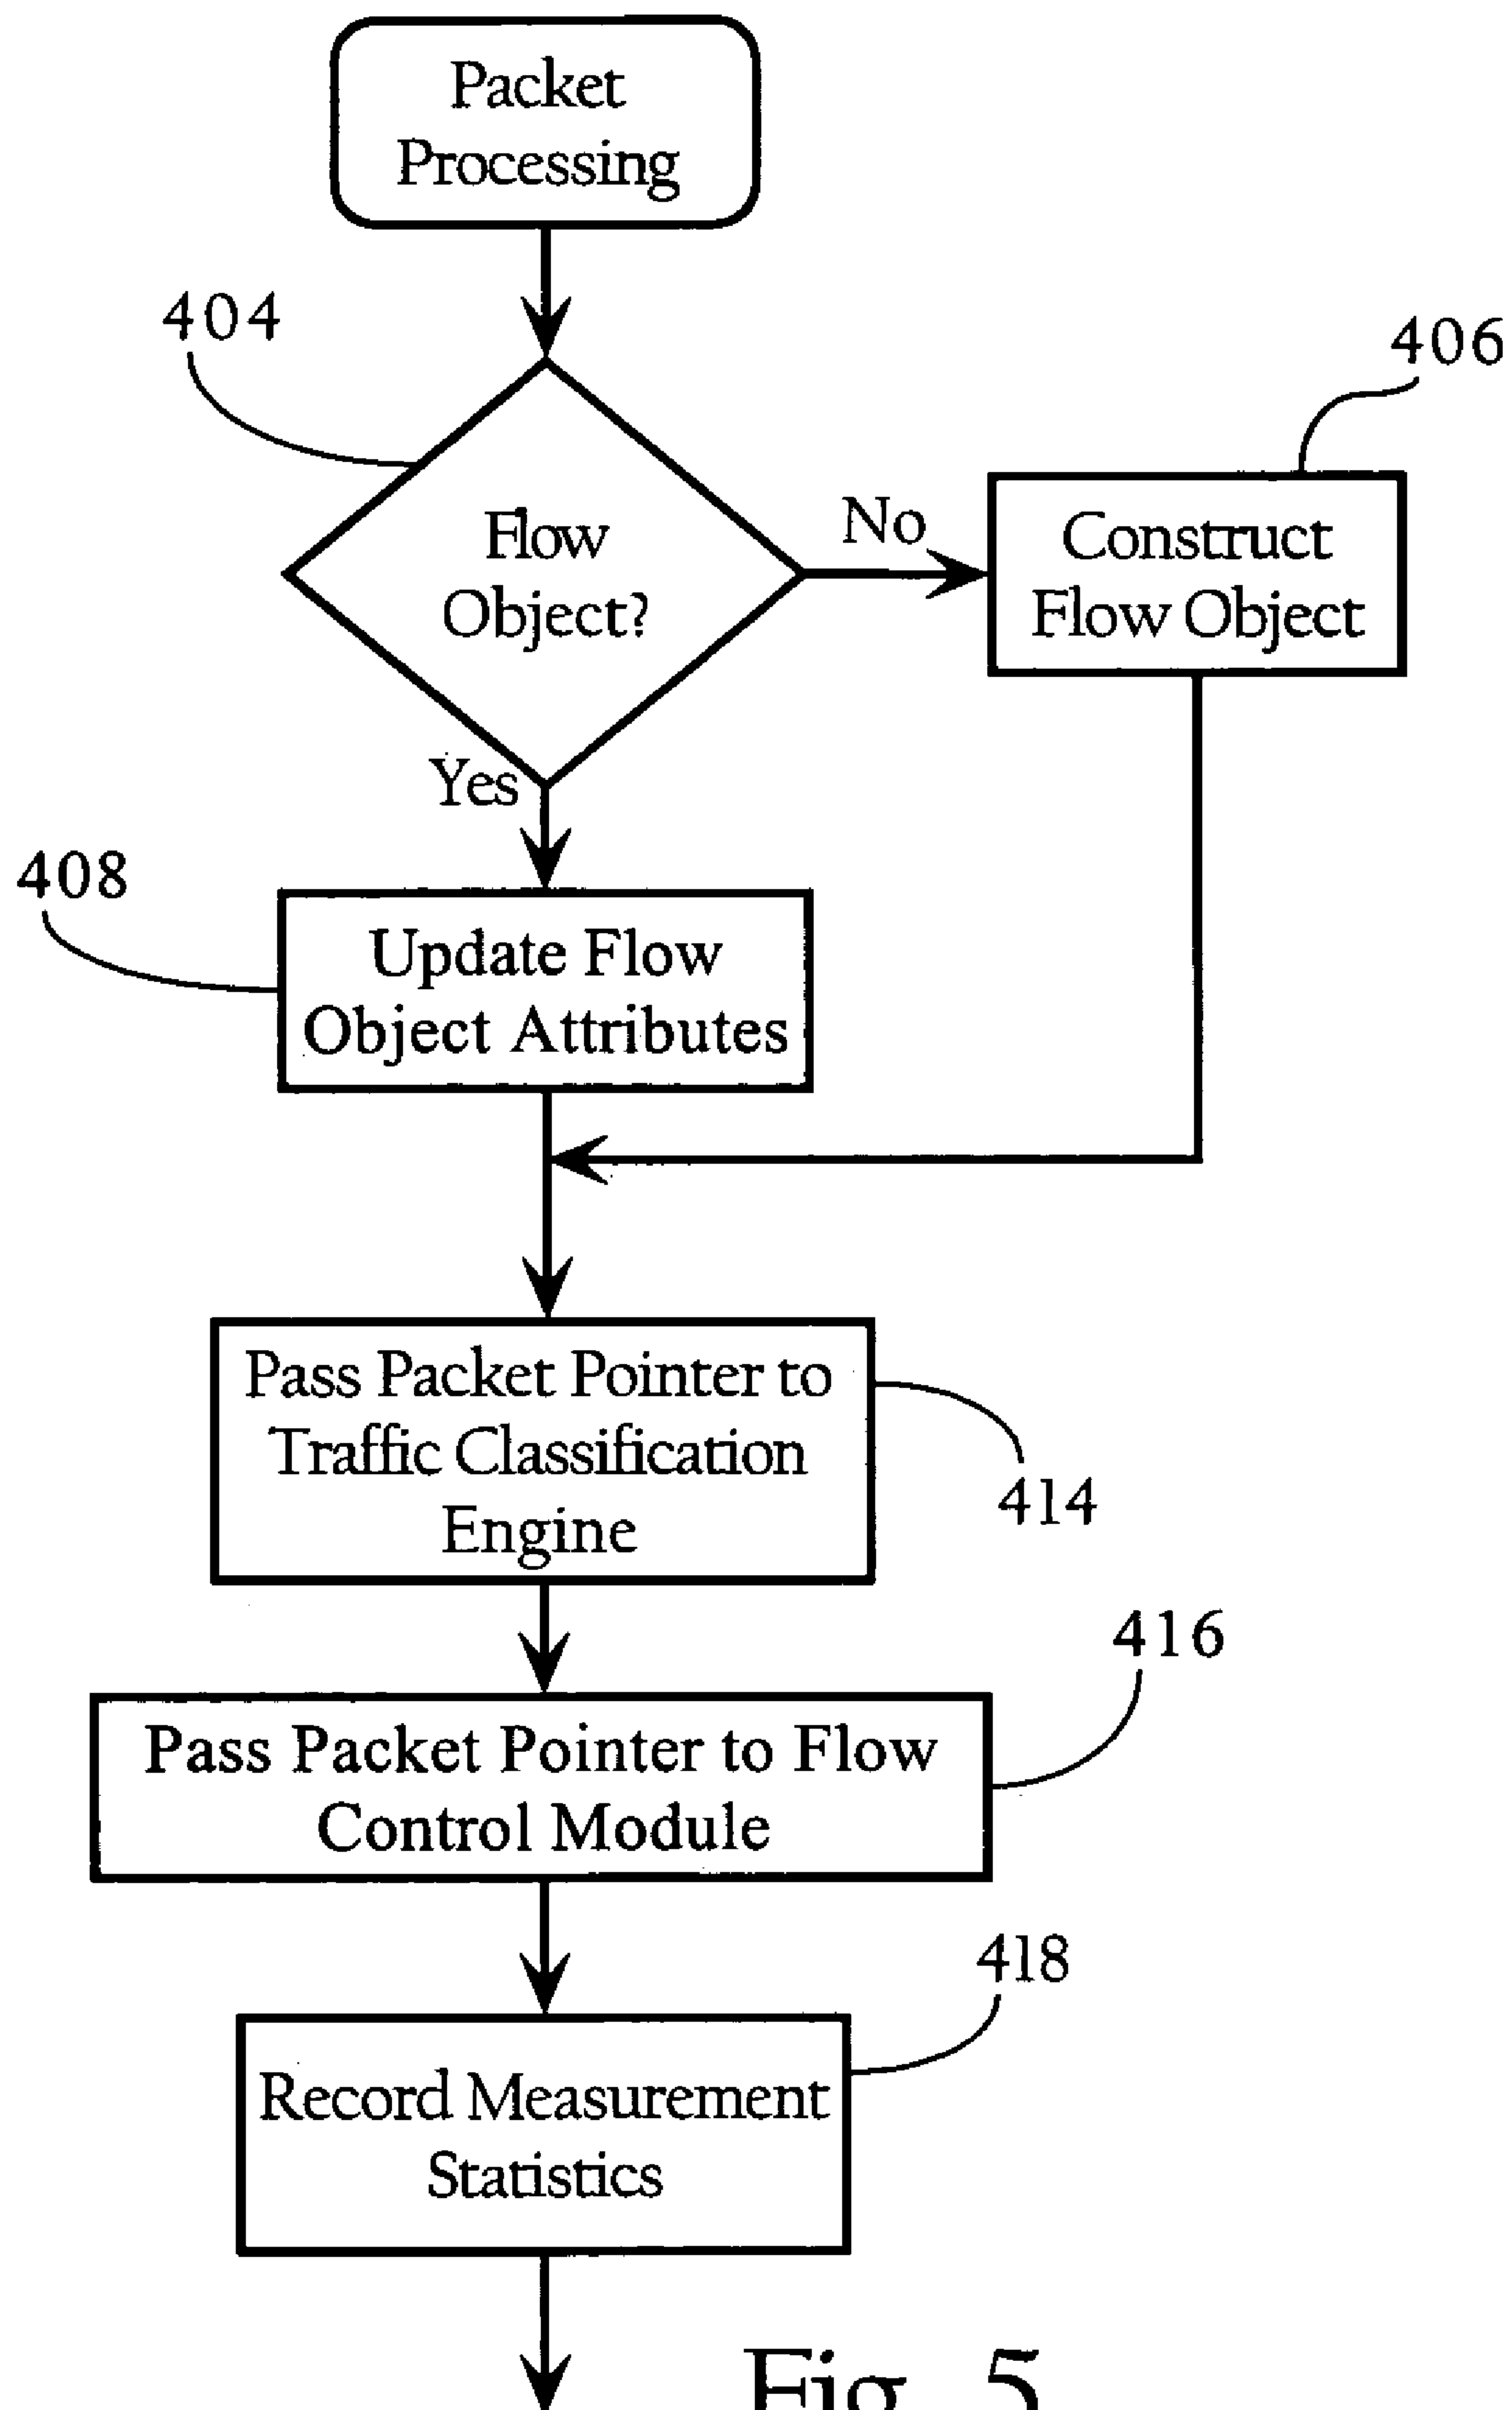 Packet
Processing
404
406
Flow
Object?
No
Construct
Flow Object
Yes
408
Update Flow
Object Attributes
Pass Packet Pointer to
Traffic Classification
Engine
414
416
Pass Packet Pointer to Flow
Control Module
418
Record Measurement
Statistics
Fig. 5